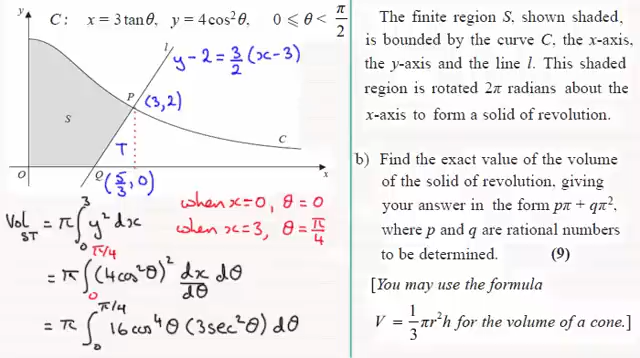 y
C: x = 3 tan θ, y = 4cos²θ, 0 ⩽ θ < π/2
l
y - 2 = 3/2 (x - 3)
P
(3, 2)
S
T
C
O
Q
x
(5/3, 0)
Vol ST = π ∫₀³ y² dx
when x = 0, θ = 0
when x = 3, θ = π/4
= π ∫₀^(π/4) (4cos²θ)² dx/dθ dθ
= π ∫₀^(π/4) 16 cos⁴θ (3sec²θ) dθ
The finite region S, shown shaded,
is bounded by the curve C, the x-axis,
the y-axis and the line l. This shaded
region is rotated 2π radians about the
x-axis to form a solid of revolution.
b) Find the exact value of the volume
of the solid of revolution, giving
your answer in the form pπ + qπ²,
where p and q are rational numbers
to be determined. (9)
[You may use the formula
V = 1/3 πr²h for the volume of a cone.]